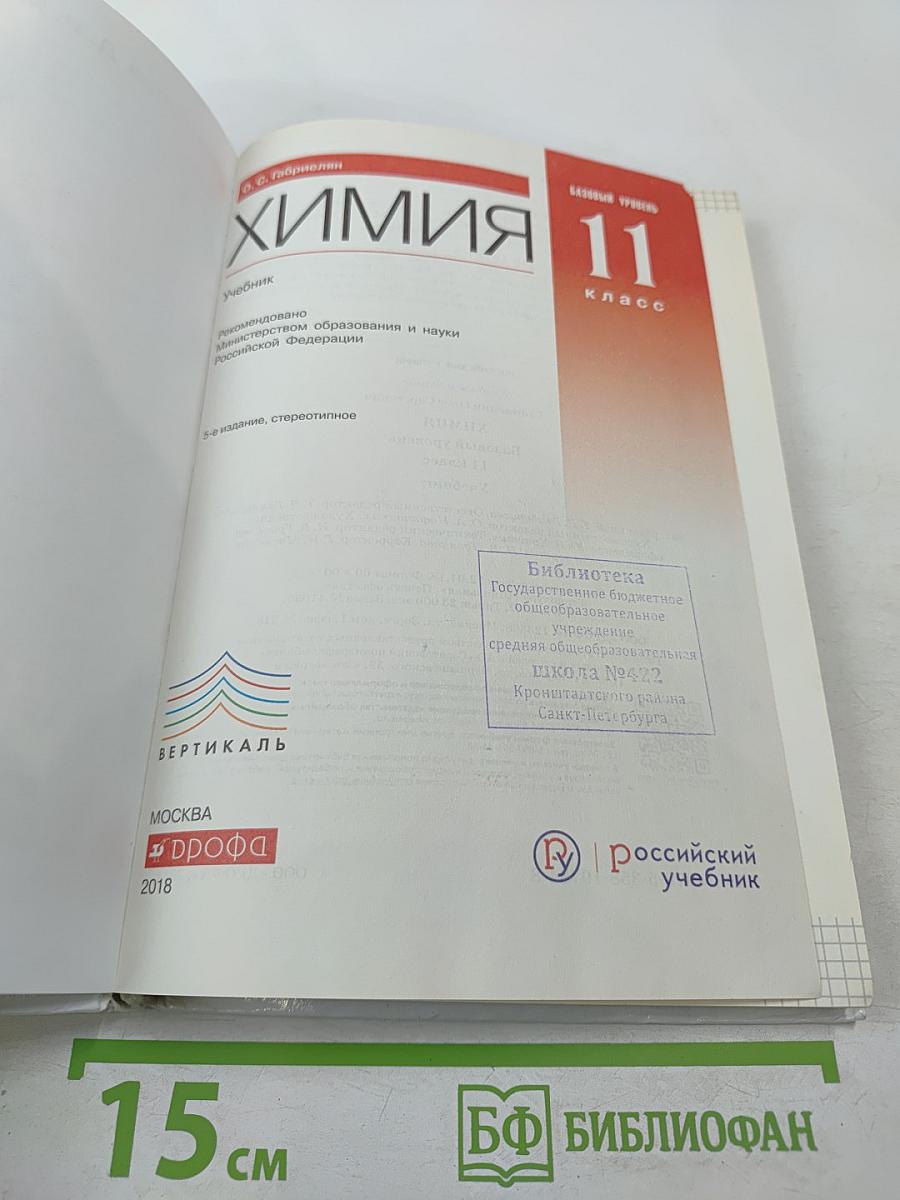 О. С. Габриелян
ХИМИЯ
БАЗОВЫЙ УРОВЕНЬ
11
класс
Учебник
Рекомендовано
Министерством образования и науки
Российской Федерации
5-е издание, стереотипное
Библиотека
Государственное бюджетное
общеобразовательное
учреждение
средняя общеобразовательная
школа №422
Кронштадтского района
Санкт-Петербурга
ВЕРТИКАЛЬ
МОСКВА
ДРОФА
2018
РУ
российский
учебник
15 см
БФ БИБЛИОФАН